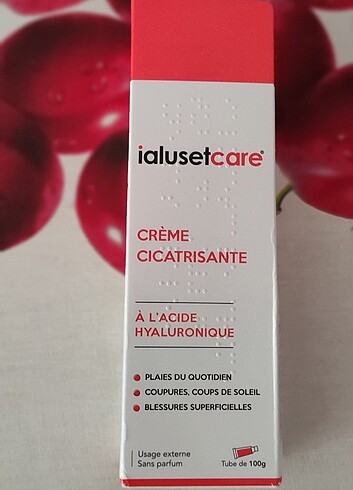 ialusetcare®
CRÈME
CICATRISANTE
À L'ACIDE
HYALURONIQUE
PLAIES DU QUOTIDIEN
COUPURES, COUPS DE SOLEIL
BLESSURES SUPERFICIELLES
Usage externe
Sans parfum
Tube de 100g